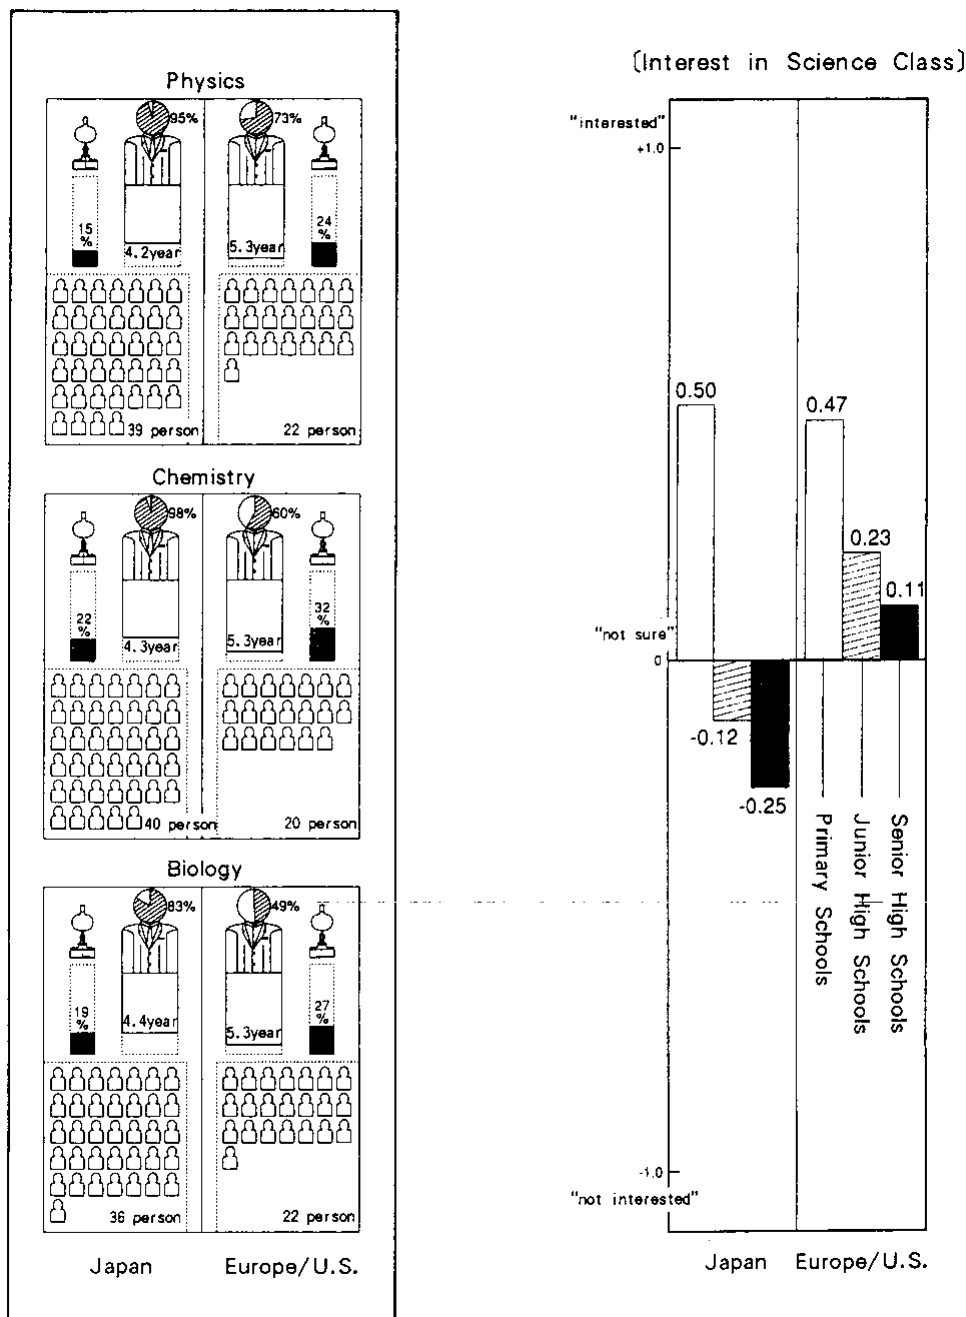 Physics
95%
73%
15
%
4.2year
5.3year
24
%
39 person
22 person
Chemistry
98%
60%
22
%
4.3year
5.3year
32
%
40 person
20 person
Biology
83%
49%
19
%
4.4year
5.3year
27
%
36 person
22 person
Japan
Europe/U.S.
(Interest in Science Class)
"interested"
+1.0
0.50
0.47
0.23
0.11
"not sure"
0
-0.12
-0.25
Primary Schools
Junior High Schools
Senior High Schools
-1.0
"not interested"
Japan
Europe/U.S.